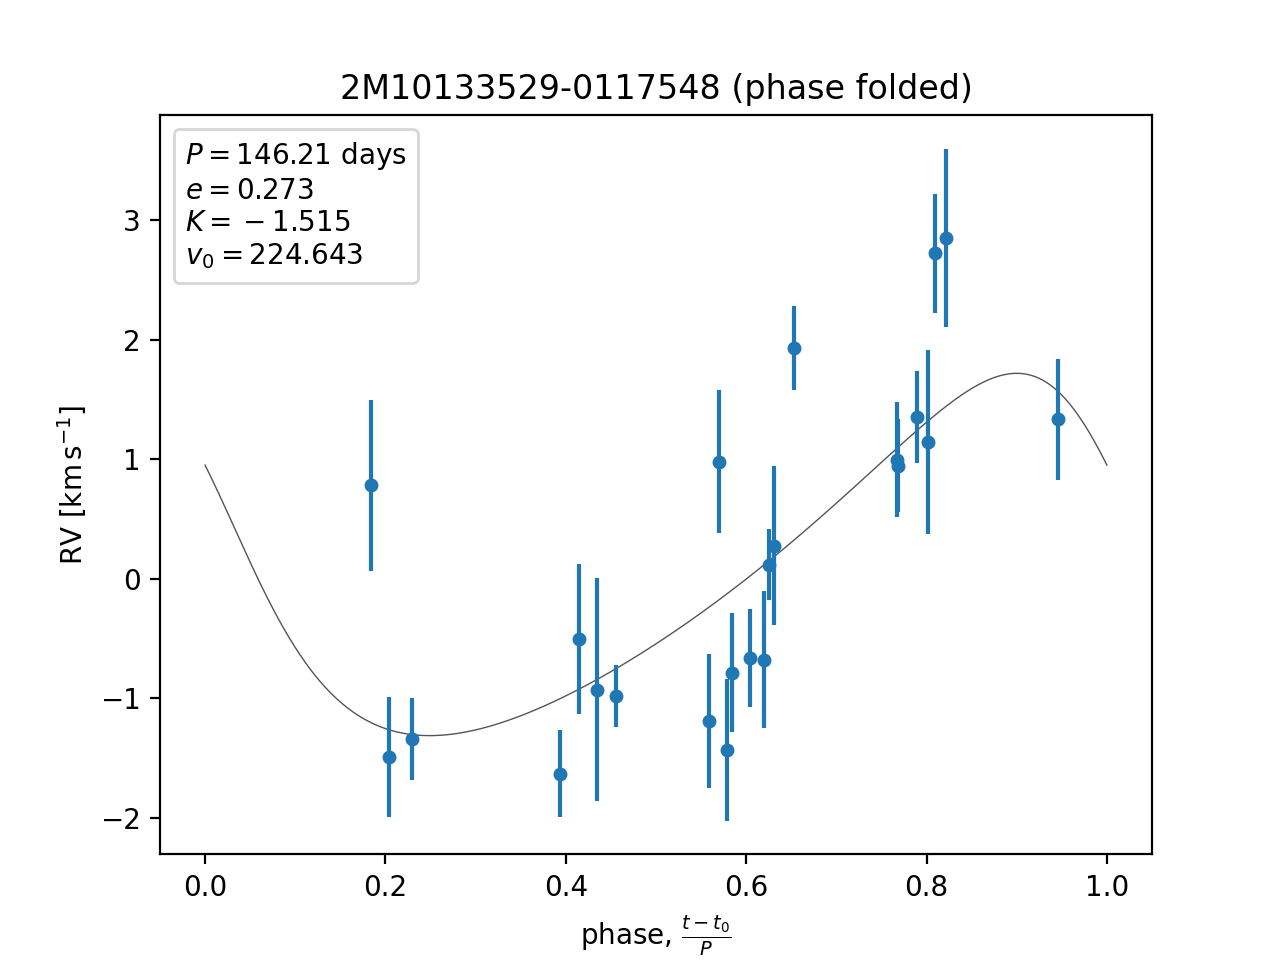 2M10133529-0117548 (phase folded)
P = 146.21 days
e = 0.273
K = −1.515
v₀ = 224.643
3
2
1
0
−1
−2
RV [km s⁻¹]
0.0 0.2 0.4 0.6 0.8 1.0
phase, (t − t₀)/P